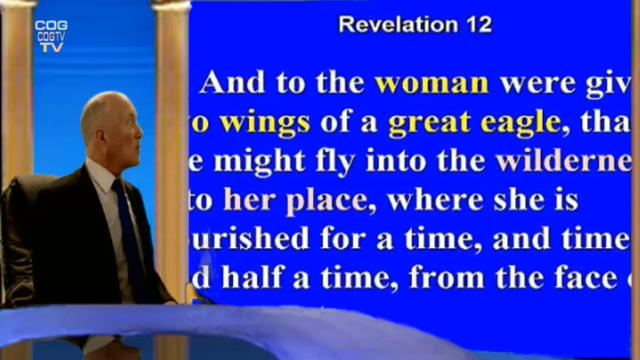 COG
COGTV
TV
Revelation 12
And to the woman were giv
o wings of a great eagle, tha
e might fly into the wilderne
to her place, where she is
urished for a time, and time
d half a time, from the face